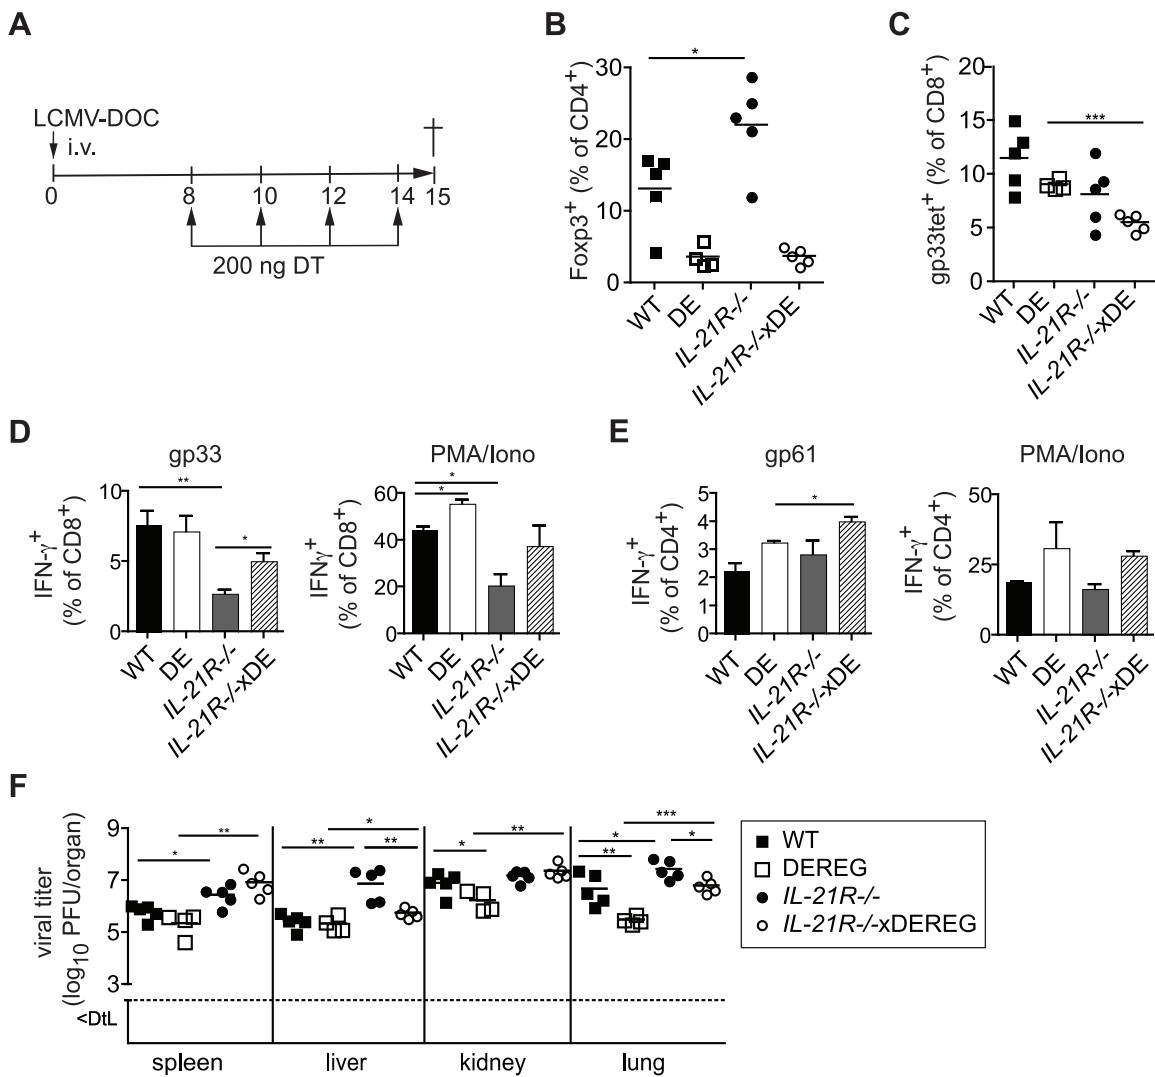 A
LCMV-DOC
i.v.
0
8
10
12
14
15
200 ng DT
B
*
30
20
10
0
Foxp3+ (% of CD4+)
WT
DE
IL-21R-/-
IL-21R-/-xDE
C
***
20
15
10
5
0
gp33tet+ (% of CD8+)
WT
DE
IL-21R-/-
IL-21R-/-xDE
D
gp33
**
*
10
5
0
IFN-γ+
(% of CD8+)
WT
DE
IL-21R-/-
IL-21R-/-xDE
PMA/Iono
*
*
60
40
20
0
IFNγ+
(% of CD8+)
WT
DE
IL-21R-/-
IL-21R-/-xDE
E
gp61
*
5
4
3
2
1
0
IFN-γ+
(% of CD4+)
WT
DE
IL-21R-/-
IL-21R-/-xDE
PMA/Iono
50
25
0
IFN-γ+
(% of CD4+)
WT
DE
IL-21R-/-
IL-21R-/-xDE
F
9
7
5
3
<DtL
viral titer
(log10 PFU/organ)
*
**
**
*
**
*
**
*
**
***
*
spleen
liver
kidney
lung
WT
DEREG
IL-21R-/-
IL-21R-/-xDEREG